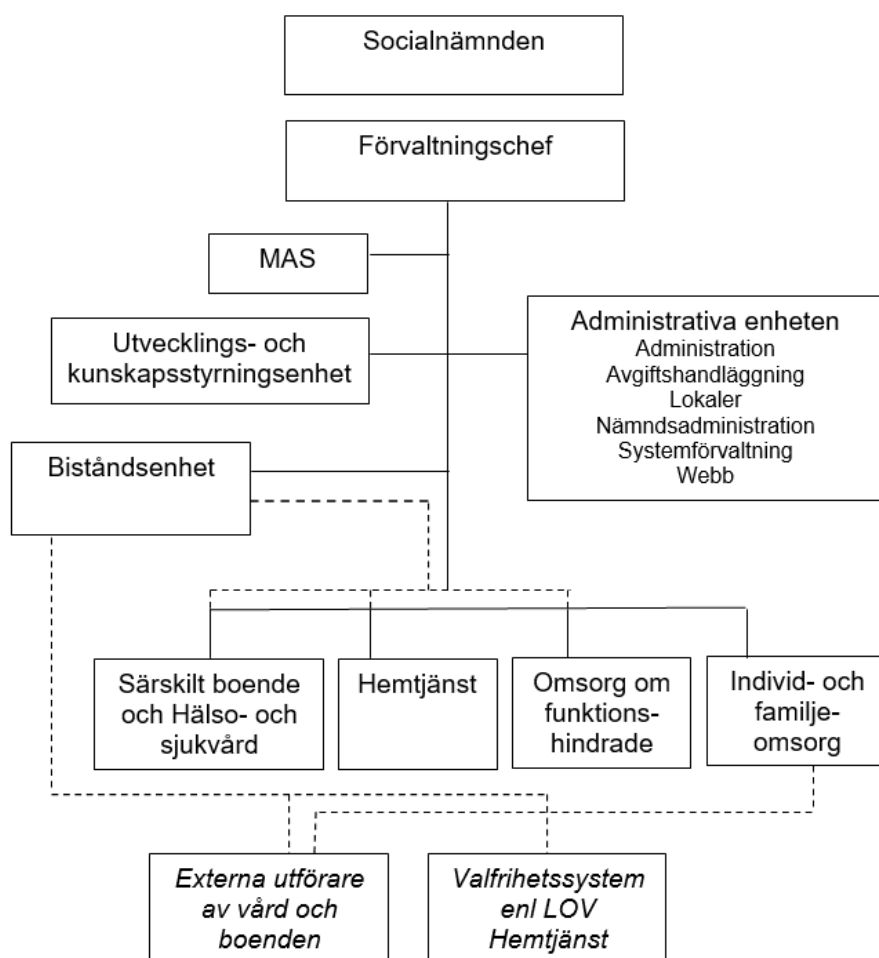 Socialnämnden
Förvaltningschef
MAS
Utvecklings- och
kunskapsstyrningsenhet
Administrativa enheten
Administration
Avgiftshandläggning
Lokaler
Nämndsadministration
Systemförvaltning
Webb
Biståndsenhet
Särskilt boende
och Hälso- och
sjukvård
Hemtjänst
Omsorg om
funktions-
hindrade
Individ- och
familje-
omsorg
Externa utförare
av vård och
boenden
Valfrihetssystem
enl LOV
Hemtjänst